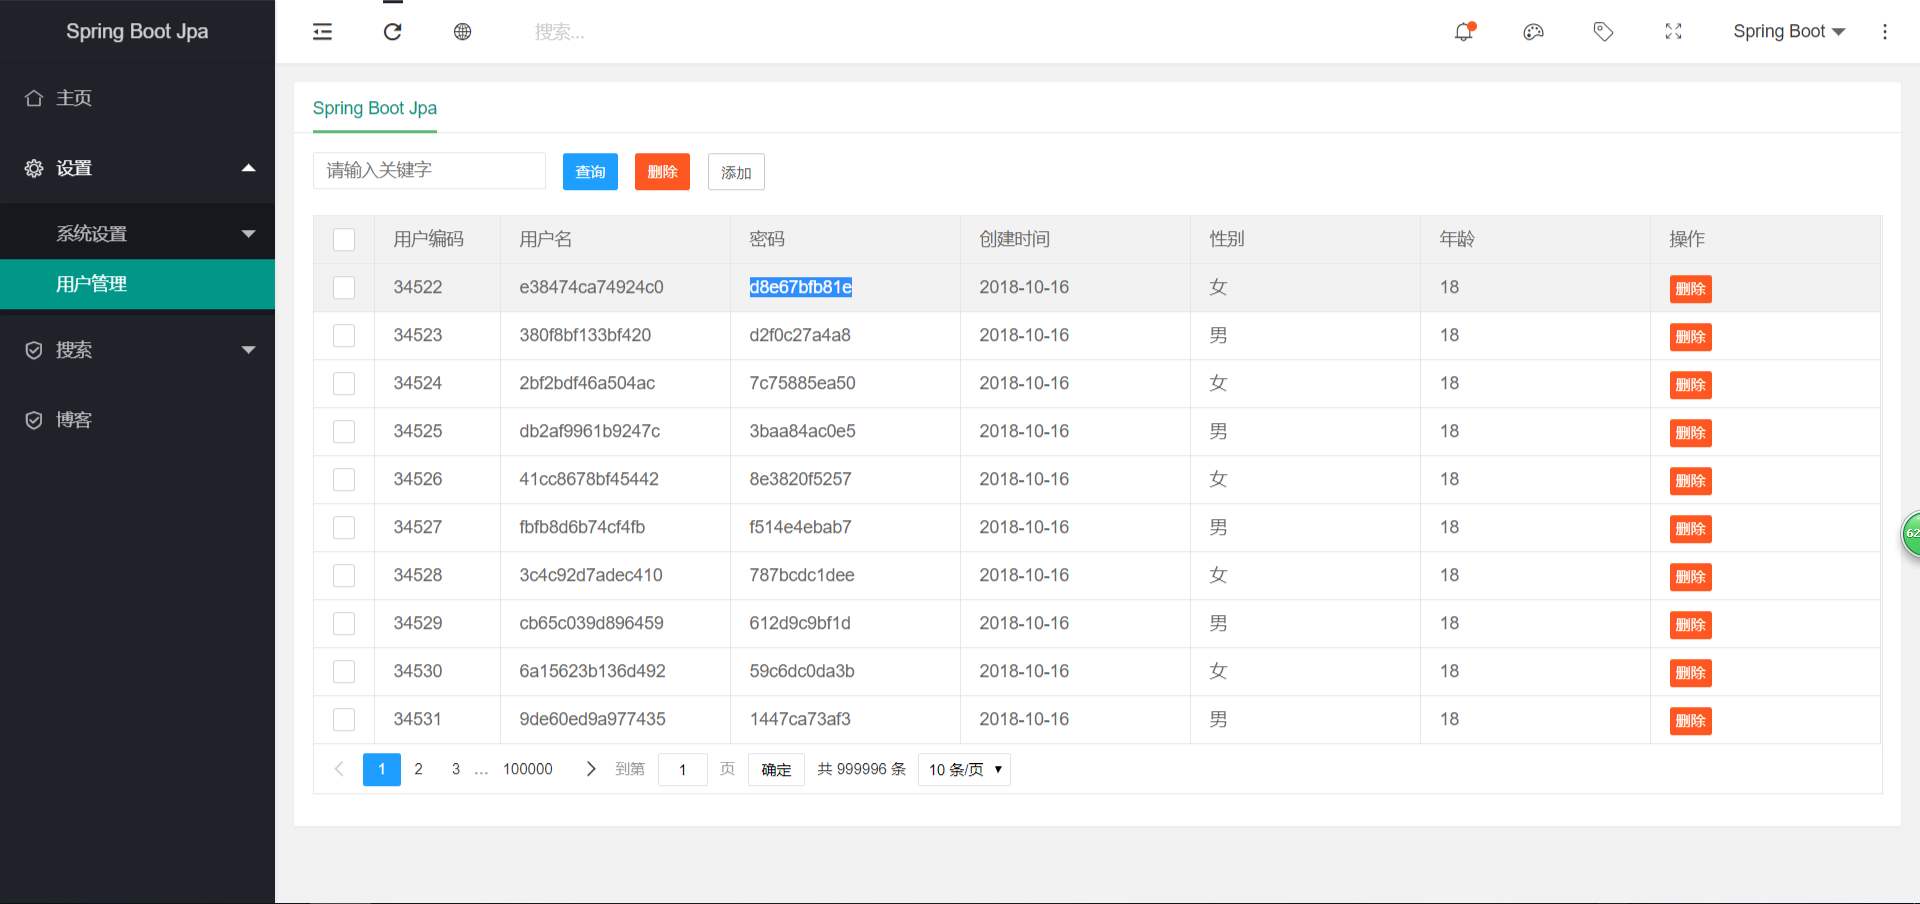 Spring Boot Jpa
主页
设置
系统设置
用户管理
搜索
博客
搜索...
Spring Boot
Spring Boot Jpa
请输入关键字 查询 删除 添加
用户编码 用户名 密码 创建时间 性别 年龄 操作
34522 e38474ca74924c0 d8e67bfb81e 2018-10-16 女 18 删除
34523 380f8bf133bf420 d2f0c27a4a8 2018-10-16 男 18 删除
34524 2bf2bdf46a504ac 7c75885ea50 2018-10-16 女 18 删除
34525 db2af9961b9247c 3baa84ac0e5 2018-10-16 男 18 删除
34526 41cc8678bf45442 8e3820f5257 2018-10-16 女 18 删除
34527 fbfb8d6b74cf4fb f514e4ebab7 2018-10-16 男 18 删除
34528 3c4c92d7adec410 787bcdc1dee 2018-10-16 女 18 删除
34529 cb65c039d896459 612d9c9bf1d 2018-10-16 男 18 删除
34530 6a15623b136d492 59c6dc0da3b 2018-10-16 女 18 删除
34531 9de60ed9a977435 1447ca73af3 2018-10-16 男 18 删除
1 2 3 … 100000 到第 1 页 确定 共 999996 条 10 条/页
62